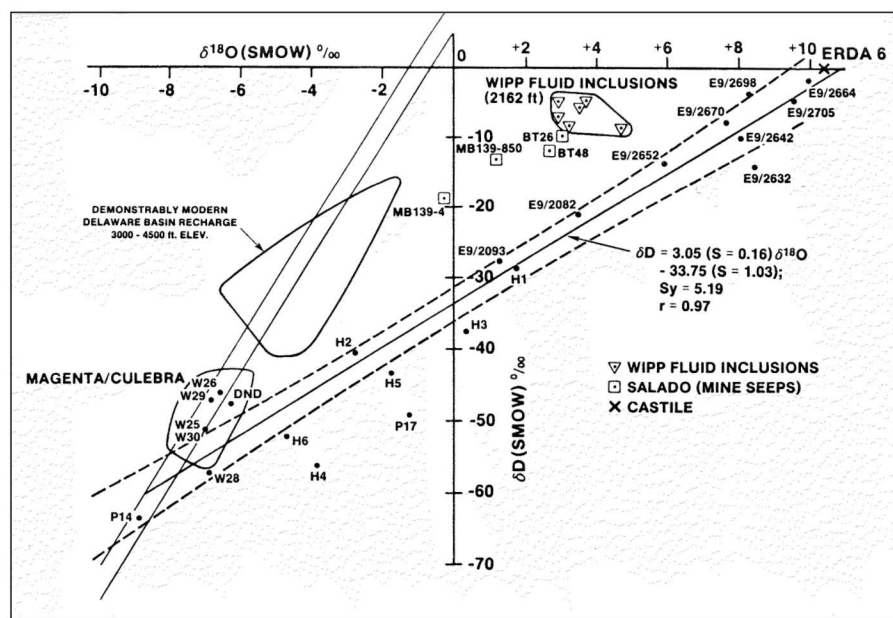 δ18O (SMOW) ‰
-10
-8
-6
-4
-2
0
+2
+4
+6
+8
+10
ERDA 6
WIPP FLUID INCLUSIONS
(2162 ft)
E9/2698
E9/2664
E9/2670
E9/2705
-10
BT26
MB139-850
BT48
E9/2642
E9/2652
E9/2632
MB139-4
-20
E9/2082
DEMONSTRABLY MODERN
DELAWARE BASIN RECHARGE
3000 - 4500 ft. ELEV.
E9/2093
H1
δD = 3.05 (S = 0.16) δ18O
- 33.75 (S = 1.03);
Sy = 5.19
r = 0.97
-30
H3
H2
-40
MAGENTA/CULEBRA
W26
W29
DND
H5
W25
W30
P17
-50
H6
H4
W28
δD (SMOW) ‰
WIPP FLUID INCLUSIONS
SALADO (MINE SEEPS)
CASTILE
-60
P14
-70